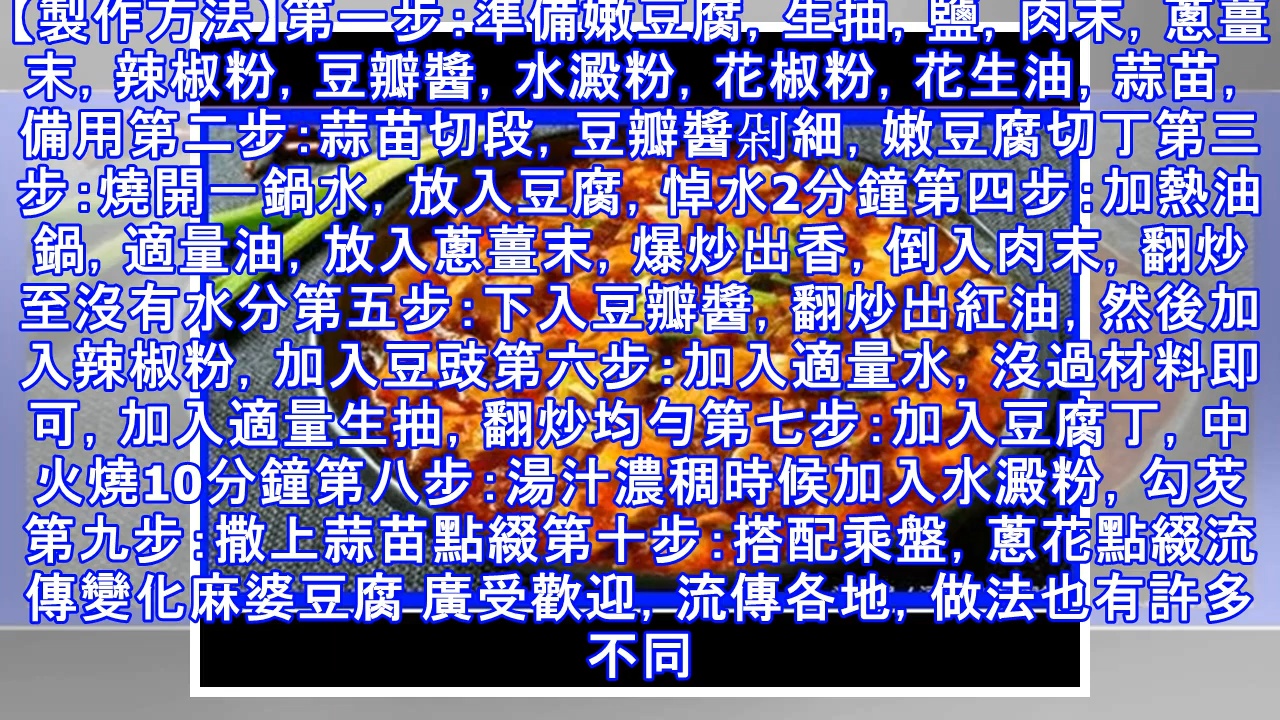 【製作方法】第一步:準備嫩豆腐, 生抽, 鹽, 肉末, 蔥薑
末, 辣椒粉, 豆瓣醬, 水澱粉, 花椒粉, 花生油, 蒜苗,
備用第二步:蒜苗切段, 豆瓣醬剁細, 嫩豆腐切丁第三
步:燒開一鍋水, 放入豆腐, 悼水2分鐘第四步:加熱油
鍋, 適量油, 放入蔥薑末, 爆炒出香, 倒入肉末, 翻炒
至沒有水分第五步:下入豆瓣醬, 翻炒出紅油, 然後加
入辣椒粉, 加入豆豉第六步:加入適量水, 沒過材料即
可, 加入適量生抽, 翻炒均勻第七步:加入豆腐丁, 中
火燒10分鐘第八步:湯汁濃稠時候加入水澱粉, 勾芡
第九步:撒上蒜苗點綴第十步:搭配乘盤, 蔥花點綴流
傳變化麻婆豆腐 廣受歡迎, 流傳各地, 做法也有許多
不同